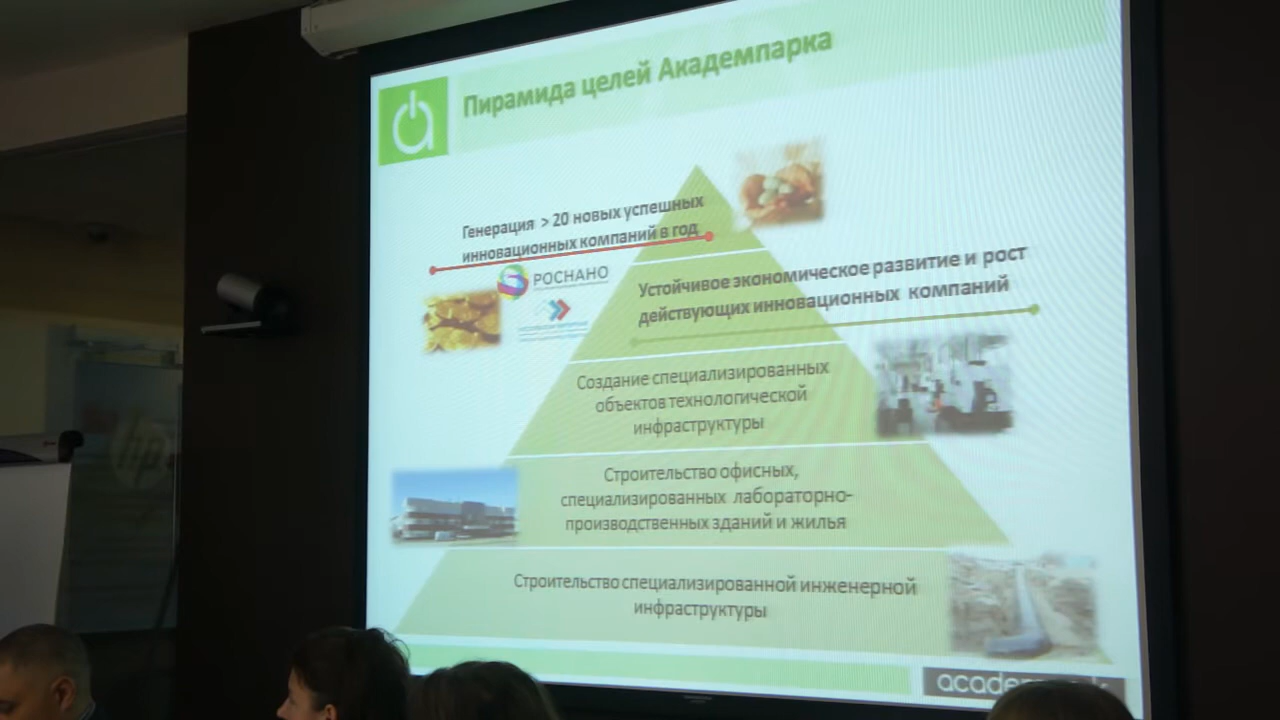 Пирамида целей Академпарка
Генерация > 20 новых успешных
инновационных компаний в год
РОСНАНО
Устойчивое экономическое развитие и рост
действующих инновационных компаний
Создание специализированных
объектов технологической
инфраструктуры
Строительство офисных,
специализированных лабораторно-
производственных зданий и жилья
Строительство специализированной инженерной
инфраструктуры
hp